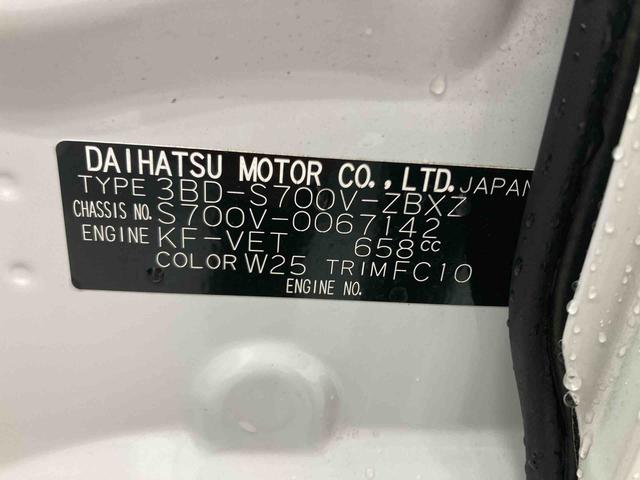 DAIHATSU MOTOR CO., LTD. JAPAN
TYPE 3BD-S700V-ZBXZ
CHASSIS NO. S700V-0067142
ENGINE KF-VET 658cc
COLOR W25 TRIM FC10
ENGINE NO.